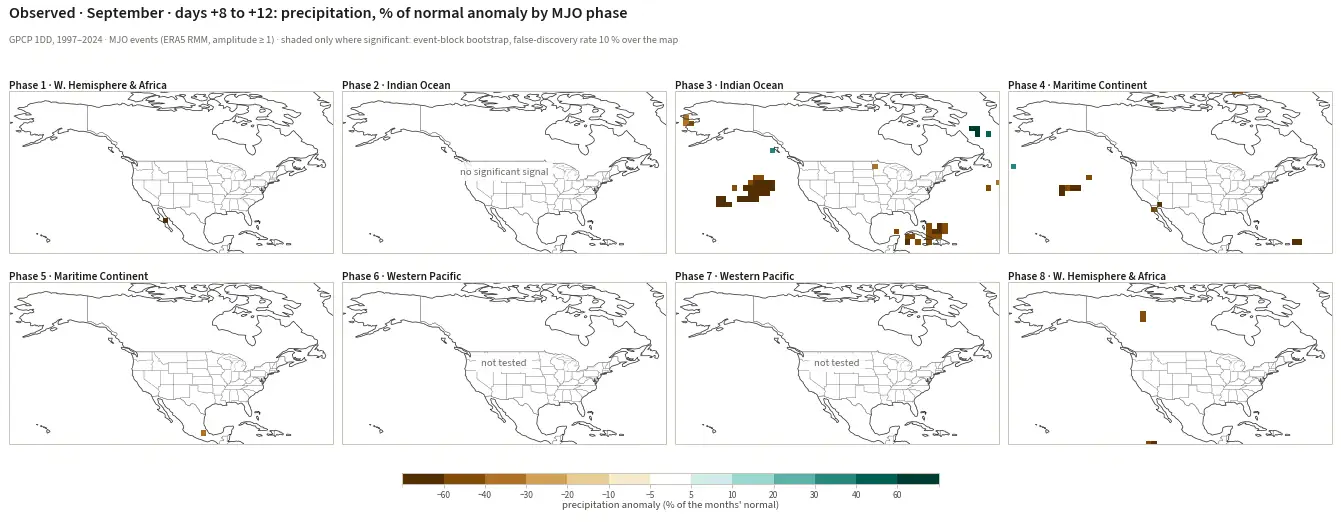 Observed · September · days +8 to +12: precipitation, % of normal anomaly by MJO phase
GPCP 1DD, 1997–2024 · MJO events (ERA5 RMM, amplitude ≥ 1) · shaded only where significant: event-block bootstrap, false-discovery rate 10 % over the map
Phase 1 · W. Hemisphere & Africa
Phase 2 · Indian Ocean
Phase 3 · Indian Ocean
Phase 4 · Maritime Continent
no significant signal
Phase 5 · Maritime Continent
Phase 6 · Western Pacific
Phase 7 · Western Pacific
Phase 8 · W. Hemisphere & Africa
not tested
not tested
−60 −40 −30 −20 −10 −5 5 10 20 30 40 60
precipitation anomaly (% of the months' normal)